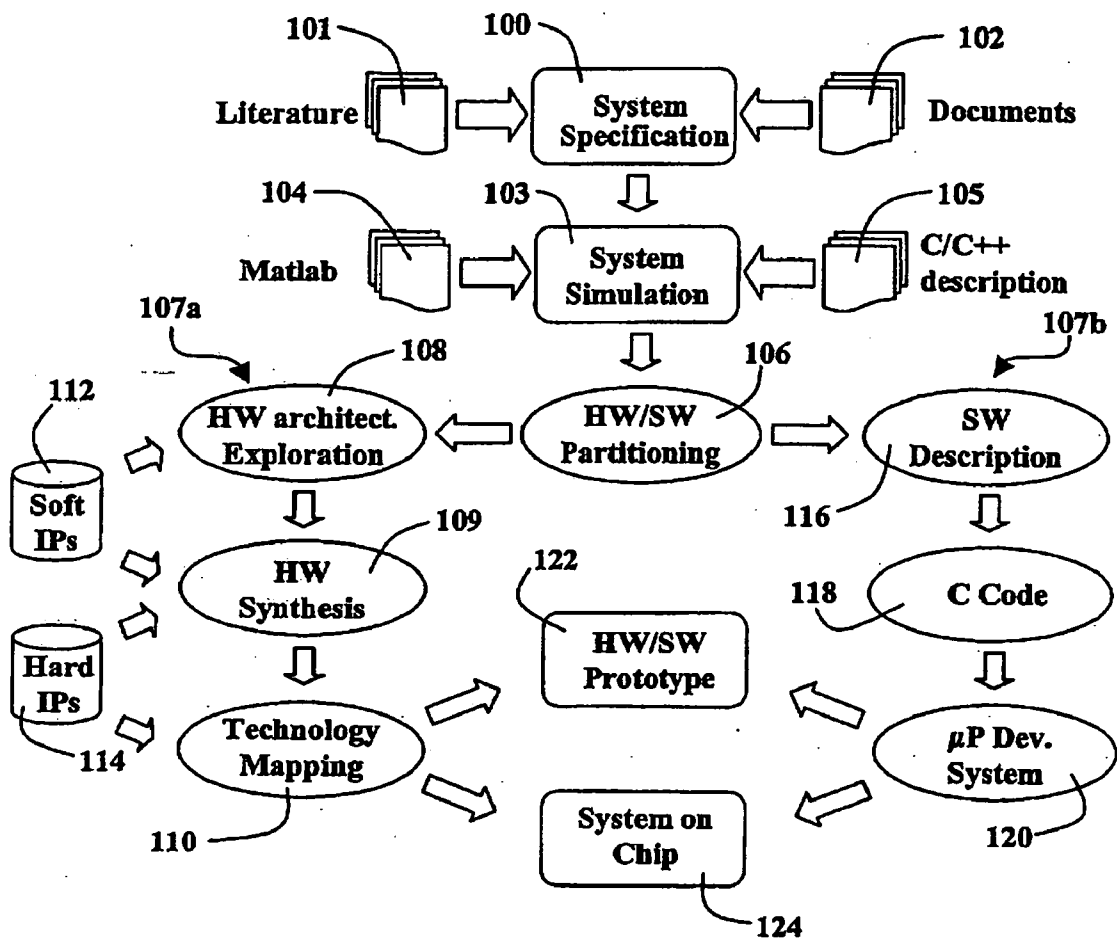 101
100
102
Literature
System
Specification
Documents
104
103
105
Matlab
System
Simulation
C/C++
description
107a
108
106
107b
112
HW architect.
Exploration
HW/SW
Partitioning
SW
Description
Soft
IPs
109
116
122
HW
Synthesis
118
C Code
Hard
IPs
HW/SW
Prototype
114
Technology
Mapping
µP Dev.
System
110
System on
Chip
120
124